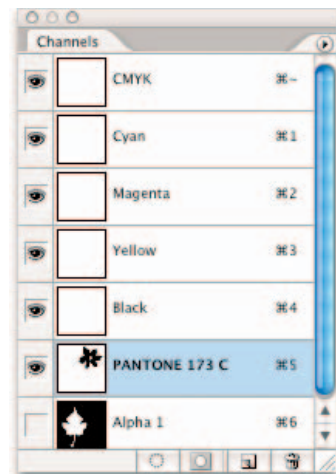 Channels
CMYK ⌘~
Cyan ⌘1
Magenta ⌘2
Yellow ⌘3
Black ⌘4
PANTONE 173 C ⌘5
Alpha 1 ⌘6